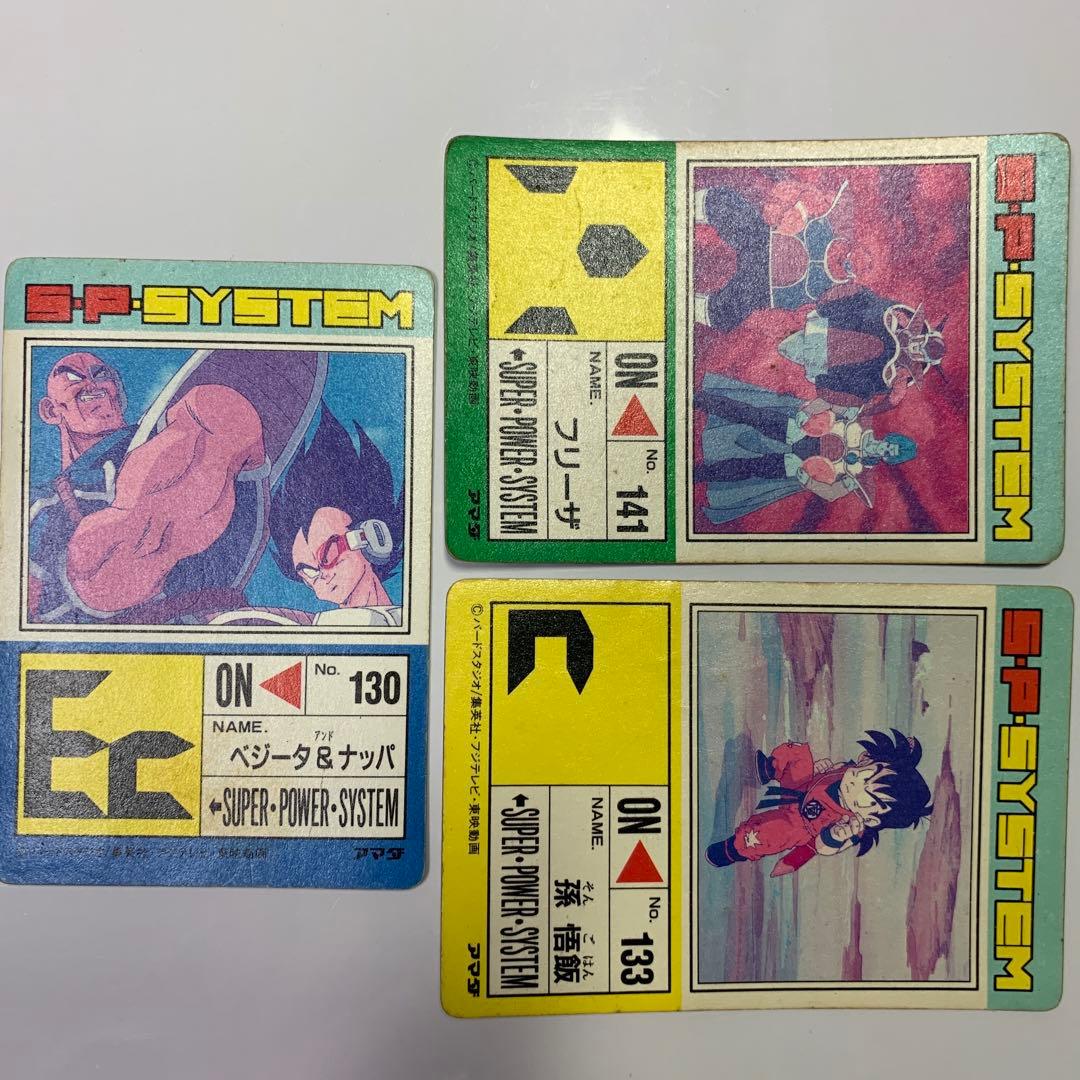 S・P・SYSTEM
ON
No. 130
NAME.
アンド
ベジータ&ナッパ
SUPER・POWER・SYSTEM
アマダ
S・P・SYSTEM
ON
No. 141
NAME.
フリーザ
SUPER・POWER・SYSTEM
アマダ
S・P・SYSTEM
ON
No. 133
NAME.
そん ご はん
孫 悟飯
SUPER・POWER・SYSTEM
©バードスタジオ/集英社・フジテレビ・東映動画
アマダ